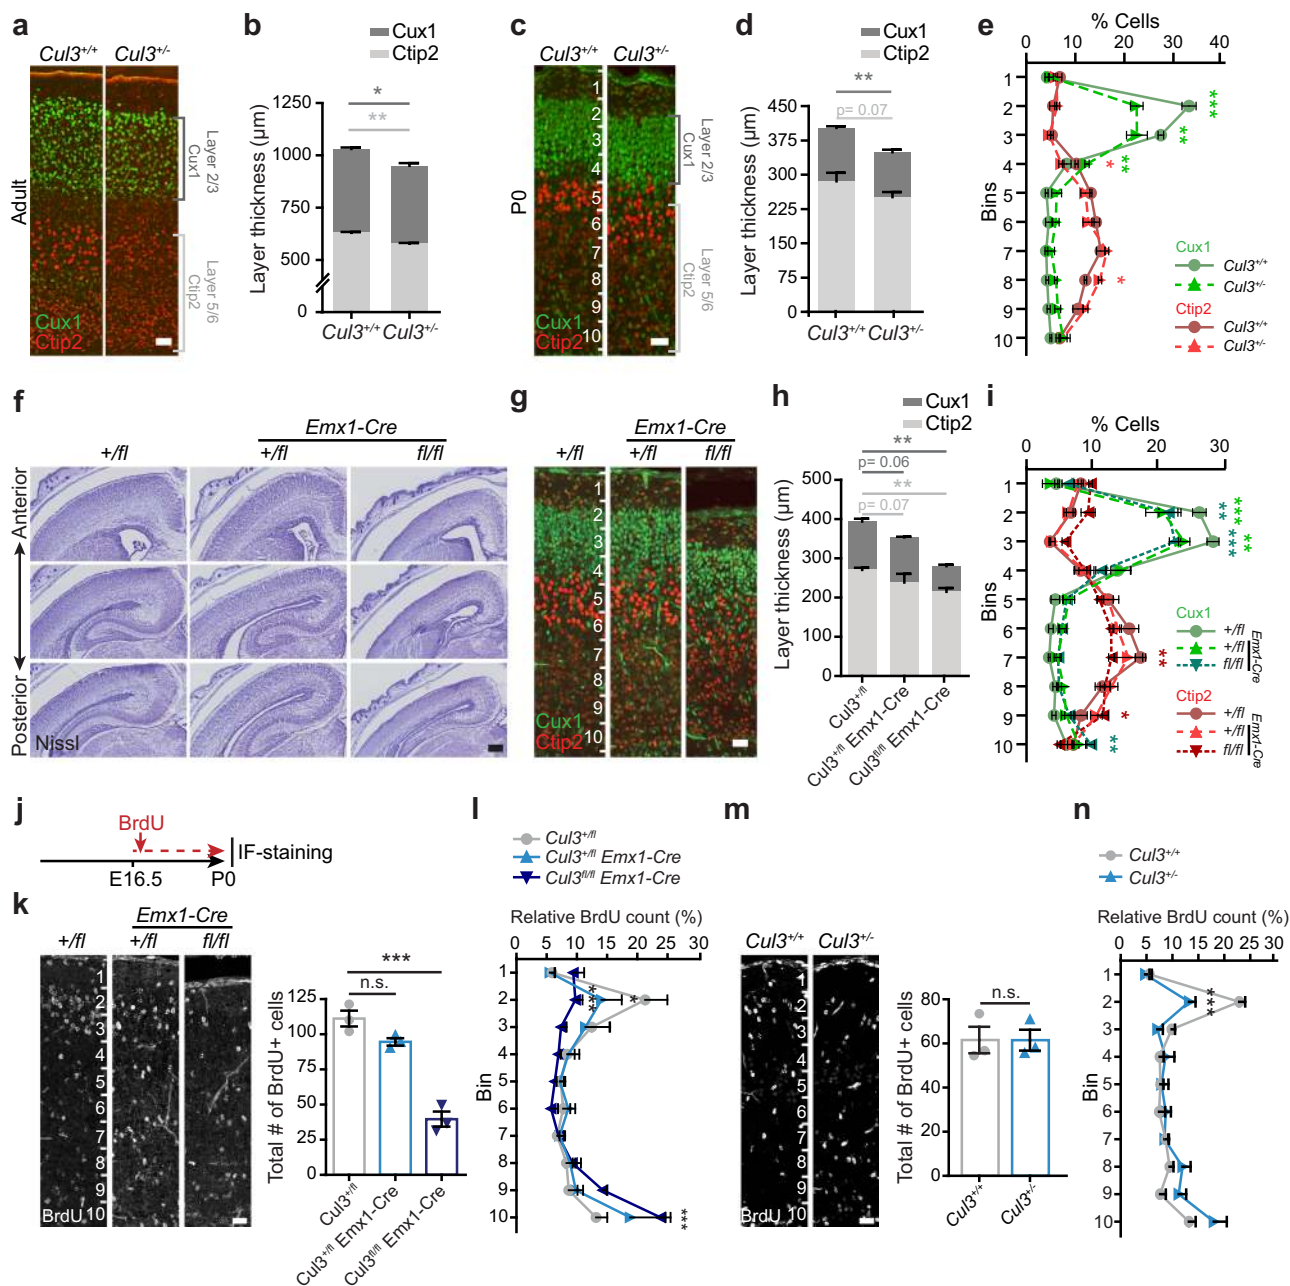 a
Cul3+/+ Cul3+/-
Adult
Layer 2/3
Cux1
Layer 5/6
Ctip2
Cux1
Ctip2
b
Cux1
Ctip2
*
**
Layer thickness (µm)
1250
1000
750
500
0
Cul3+/+ Cul3+/-
c
Cul3+/+ Cul3+/-
P0
1
2
3
4
5
6
7
8
9
10
Layer 2/3
Cux1
Layer 5/6
Ctip2
Cux1
Ctip2
d
Cux1
Ctip2
**
p= 0.07
Layer thickness (µm)
450
375
300
225
150
75
0
Cul3+/+ Cul3+/-
e
% Cells
0 10 20 30 40
Bins
1
2
3
4
5
6
7
8
9
10
***
**
**
*
*
Cux1
Cul3+/+
Cul3+/-
Ctip2
Cul3+/+
Cul3+/-
f
Emx1-Cre
+/fl +/fl fl/fl
Anterior
Posterior
Nissl
g
Emx1-Cre
+/fl +/fl fl/fl
1
2
3
4
5
6
7
8
9
10
Cux1
Ctip2
h
Cux1
Ctip2
**
p= 0.06
**
p= 0.07
Layer thickness (µm)
500
400
300
200
100
0
Cul3+/fl
Cul3+/fl Emx1-Cre
Cul3fl/fl Emx1-Cre
i
% Cells
0 10 20 30
Bins
1
2
3
4
5
6
7
8
9
10
***
**
**
***
**
*
**
Cux1
+/fl
+/fl
fl/fl
Emx1-Cre
Ctip2
+/fl
+/fl
fl/fl
Emx1-Cre
j
BrdU
IF-staining
E16.5 P0
k
Emx1-Cre
+/fl +/fl fl/fl
1
2
3
4
5
6
7
8
9
10
BrdU
***
n.s.
Total # of BrdU+ cells
125
100
75
50
25
0
Cul3+/fl
Cul3+/fl Emx1-Cre
Cul3fl/fl Emx1-Cre
l
Cul3+/fl
Cul3+/fl Emx1-Cre
Cul3fl/fl Emx1-Cre
Relative BrdU count (%)
0 5 10 15 20 25 30
Bin
1
2
3
4
5
6
7
8
9
10
***
*
***
m
Cul3+/+ Cul3+/-
1
2
3
4
5
6
7
8
9
10
BrdU
n.s.
Total # of BrdU+ cells
80
60
40
20
0
Cul3+/+
Cul3+/-
n
Cul3+/+
Cul3+/-
Relative BrdU count (%)
0 5 10 15 20 25 30
Bin
1
2
3
4
5
6
7
8
9
10
***